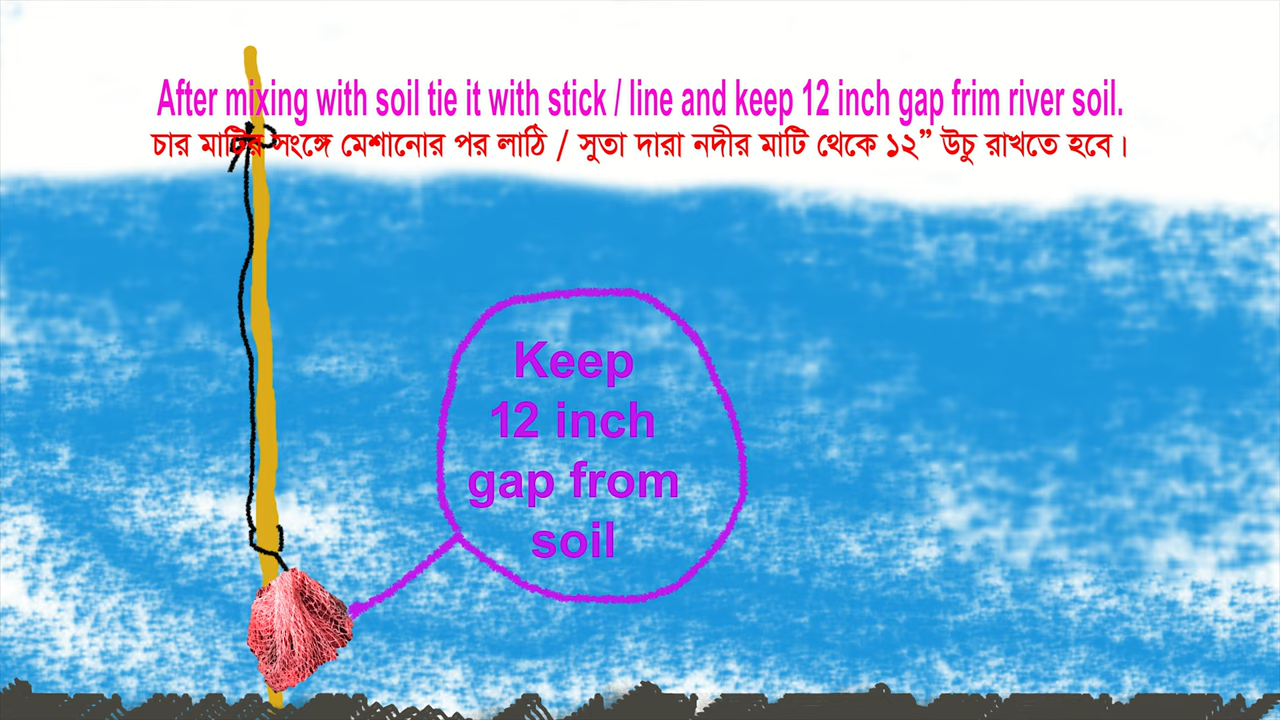 After mixing with soil tie it with stick / line and keep 12 inch gap frim river soil.
চার মাটির সংঙ্গে মেশানোর পর লাঠি / সুতা দারা নদীর মাটি থেকে ১২” উচু রাখতে হবে।
Keep
12 inch
gap from
soil